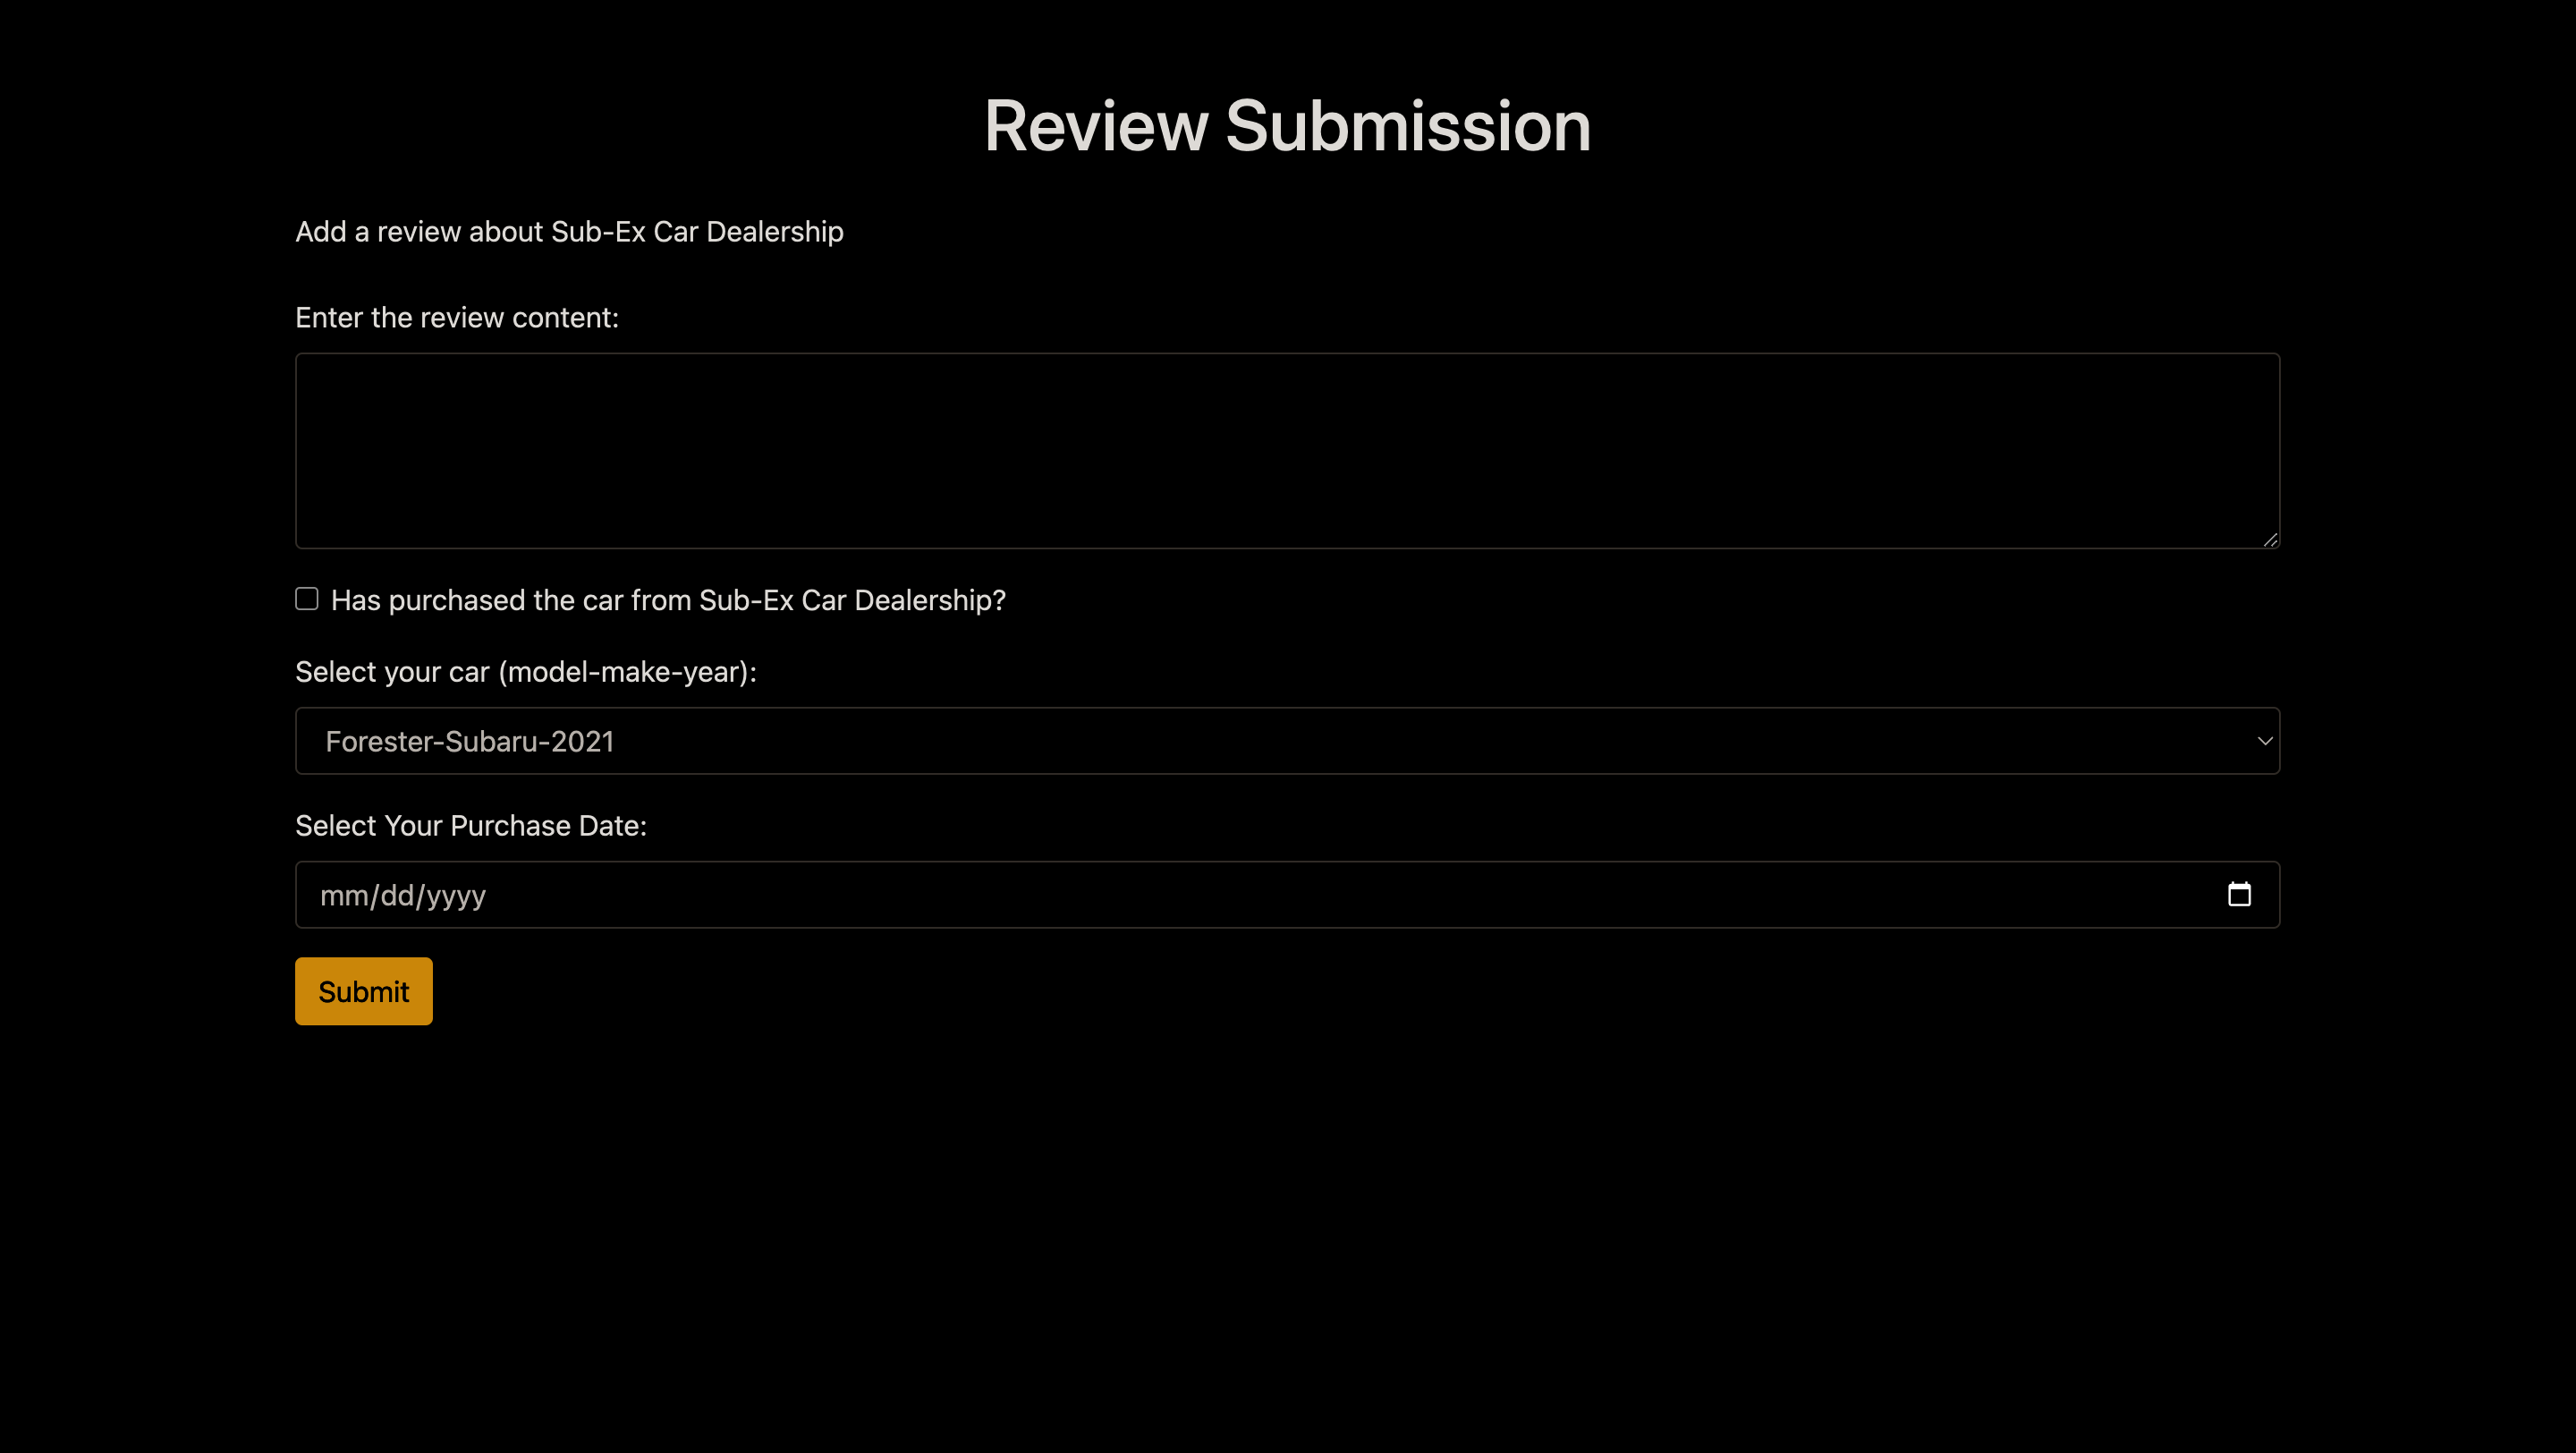 Review Submission
Add a review about Sub-Ex Car Dealership
Enter the review content:
Has purchased the car from Sub-Ex Car Dealership?
Select your car (model-make-year):
Forester-Subaru-2021
Select Your Purchase Date:
mm/dd/yyyy
Submit